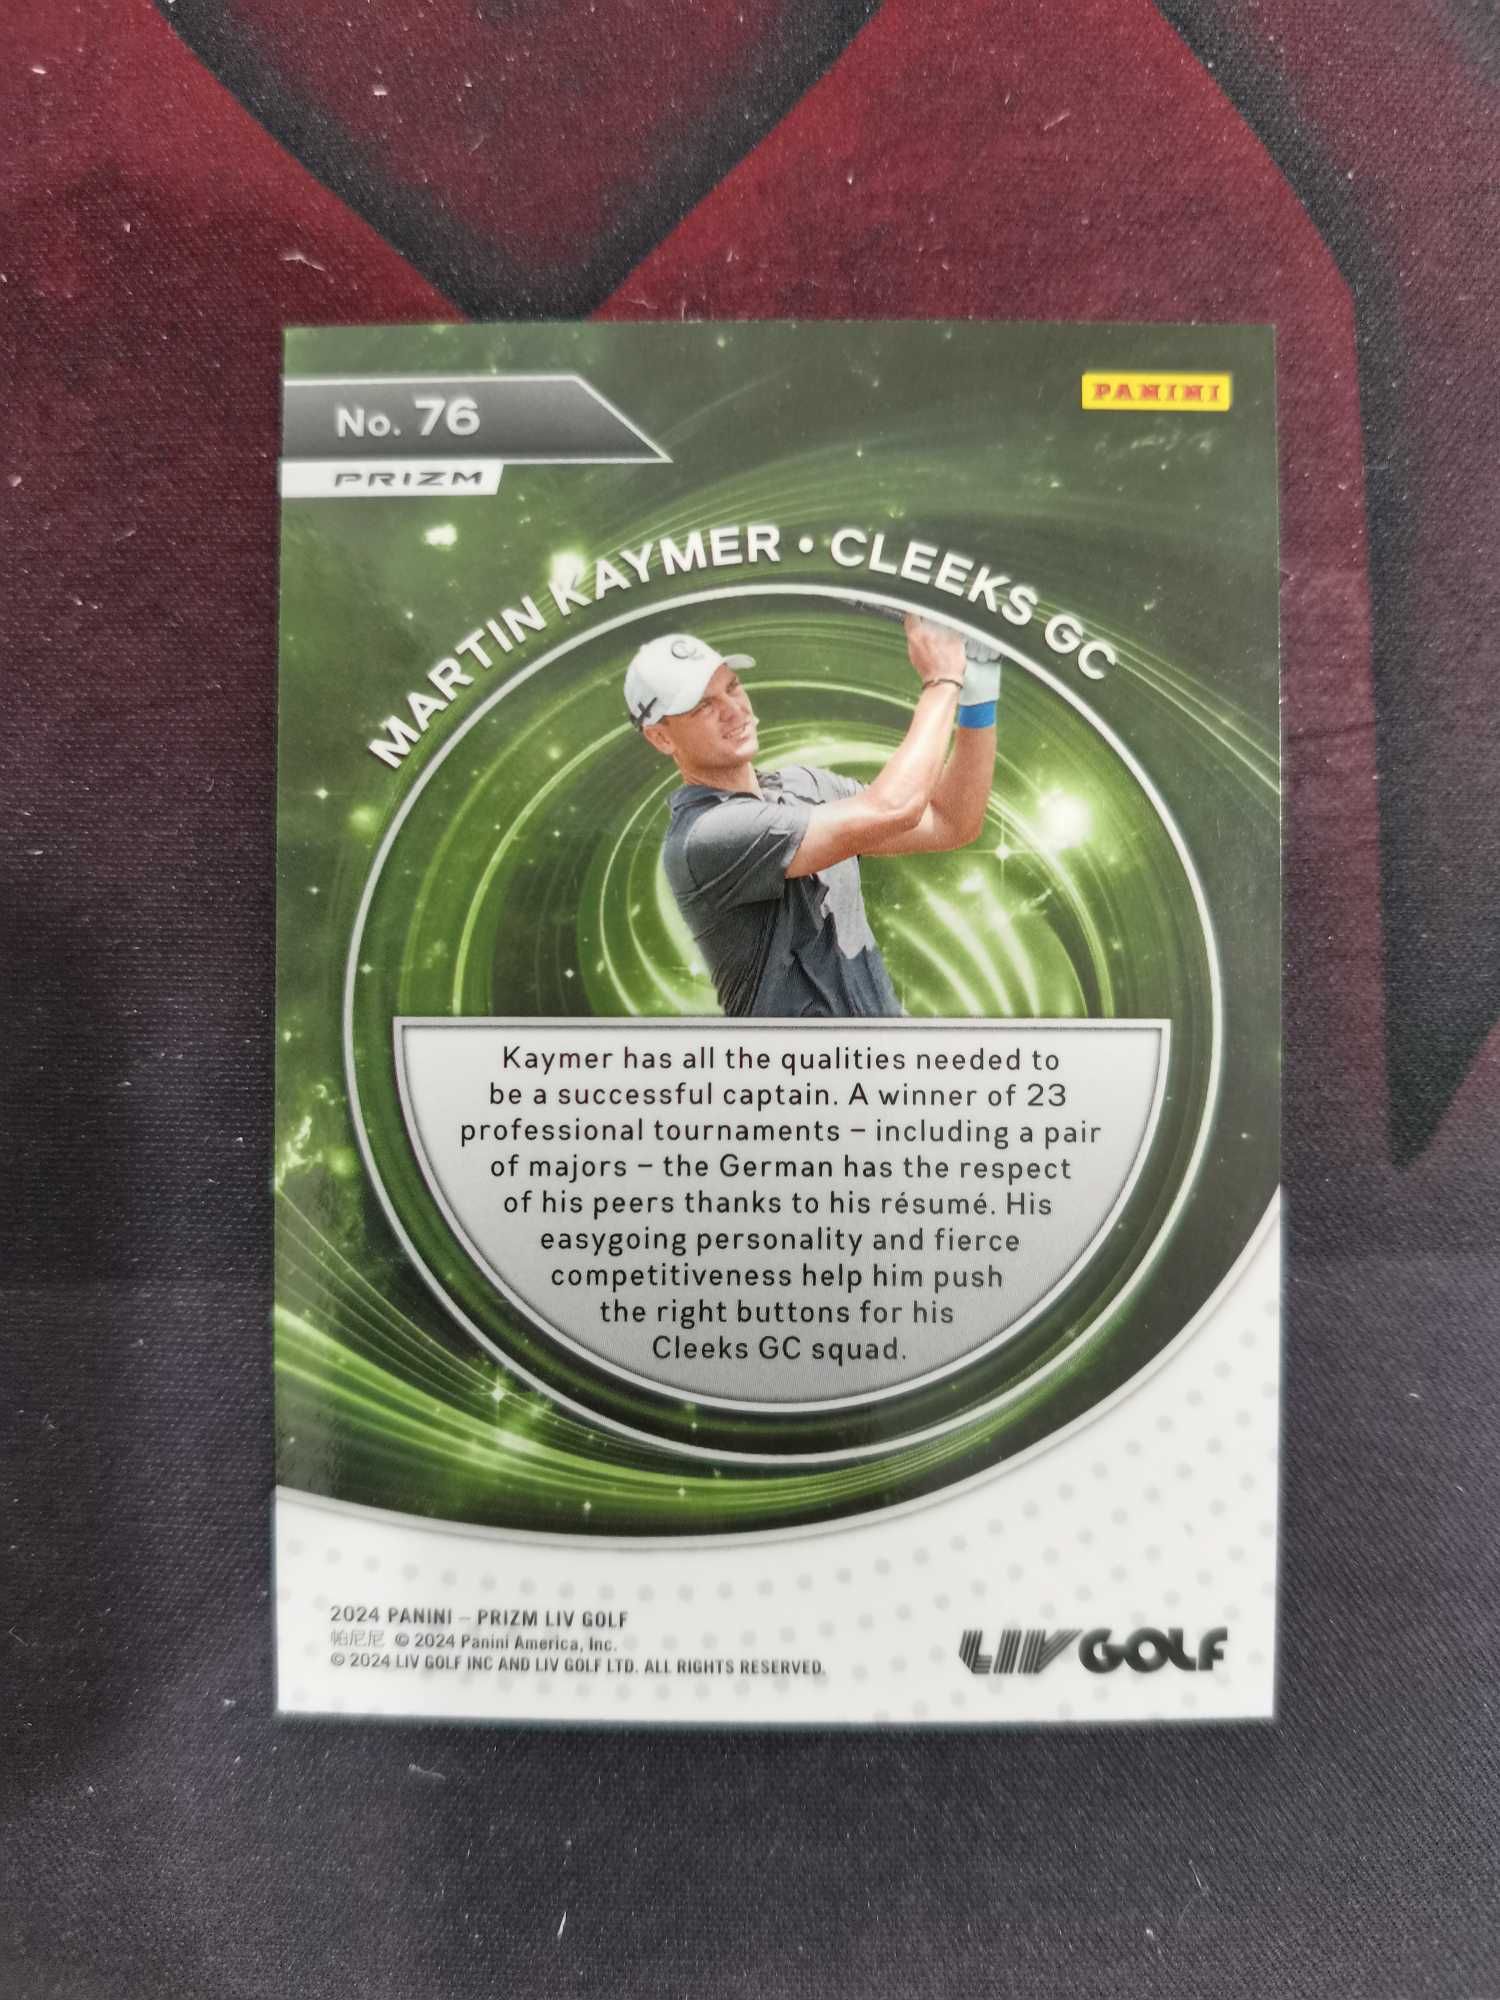 No. 76
PANINI
PRIZM
MARTIN KAYMER • CLEEKS GC
Kaymer has all the qualities needed to
be a successful captain. A winner of 23
professional tournaments – including a pair
of majors – the German has the respect
of his peers thanks to his résumé. His
easygoing personality and fierce
competitiveness help him push
the right buttons for his
Cleeks GC squad.
2024 PANINI – PRIZM LIV GOLF
帕尼尼 © 2024 Panini America, Inc.
© 2024 LIV GOLF INC AND LIV GOLF LTD. ALL RIGHTS RESERVED.
LIV GOLF